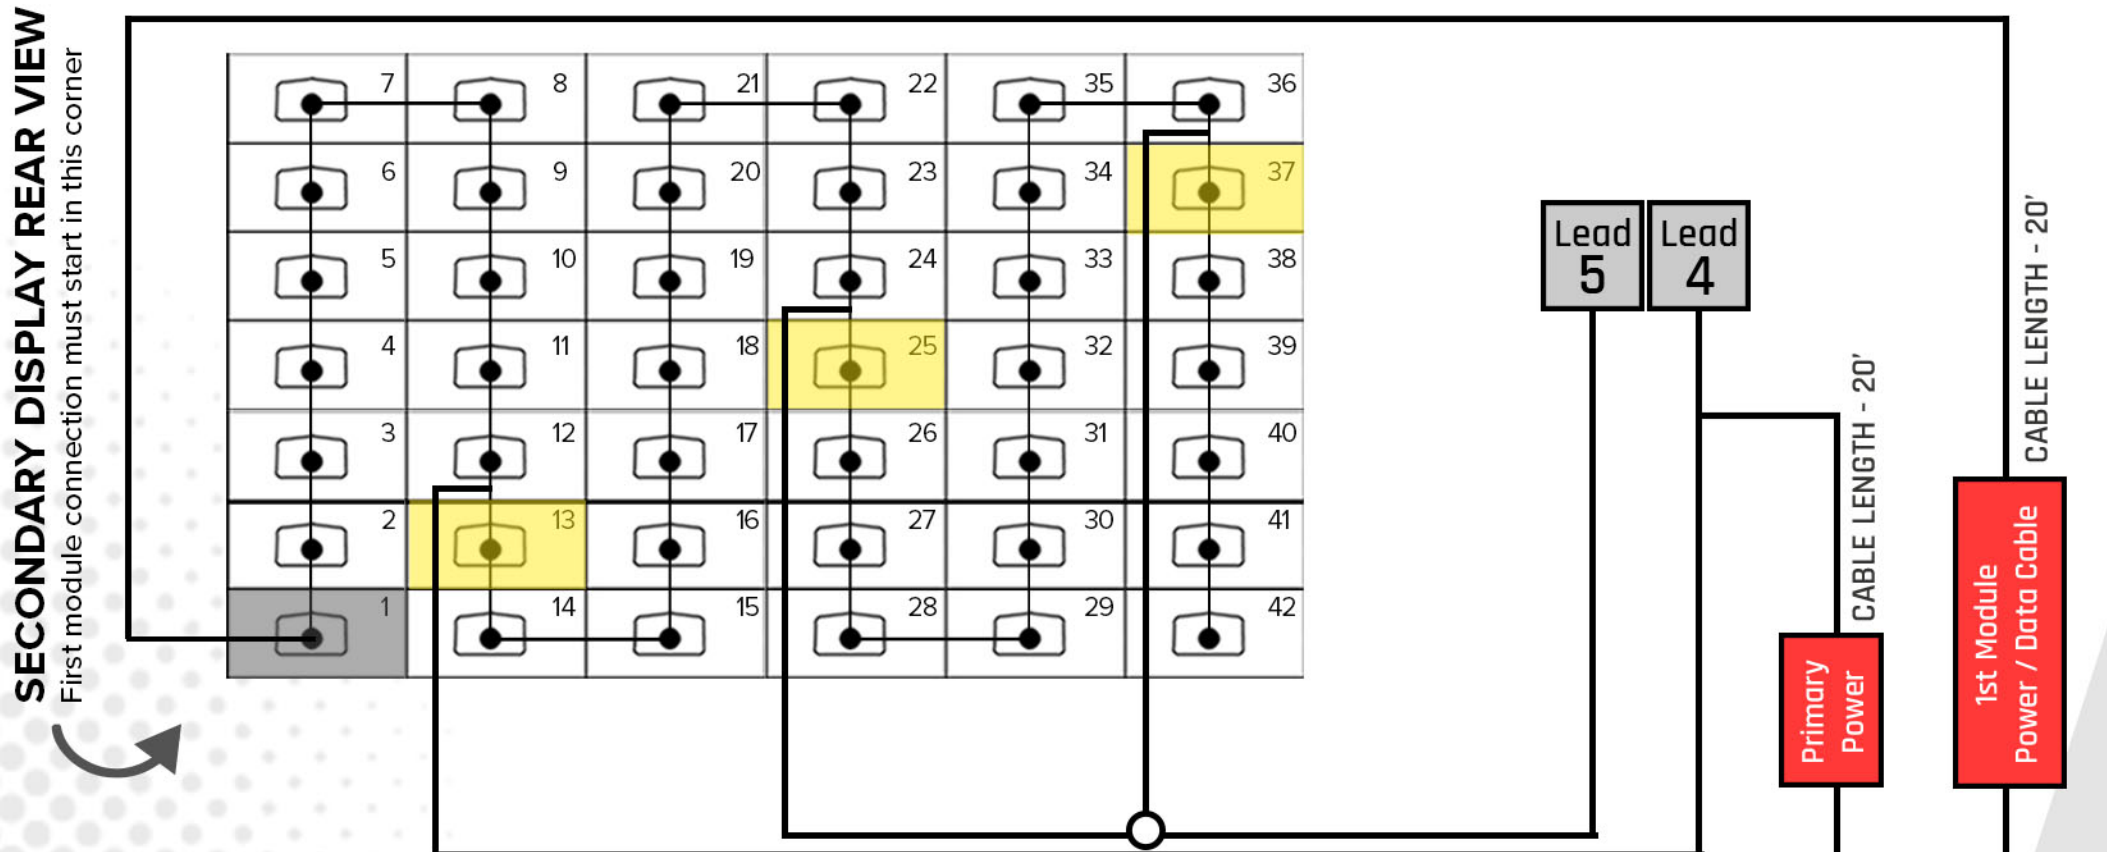 SECONDARY DISPLAY REAR VIEW
First module connection must start in this corner
7 8 21 22 35 36
6 9 20 23 34 37
5 10 19 24 33 38
4 11 18 25 32 39
3 12 17 26 31 40
2 13 16 27 30 41
1 14 15 28 29 42
Lead
5
Lead
4
CABLE LENGTH - 20'
Primary
Power
CABLE LENGTH - 20'
1st Module
Power / Data Cable